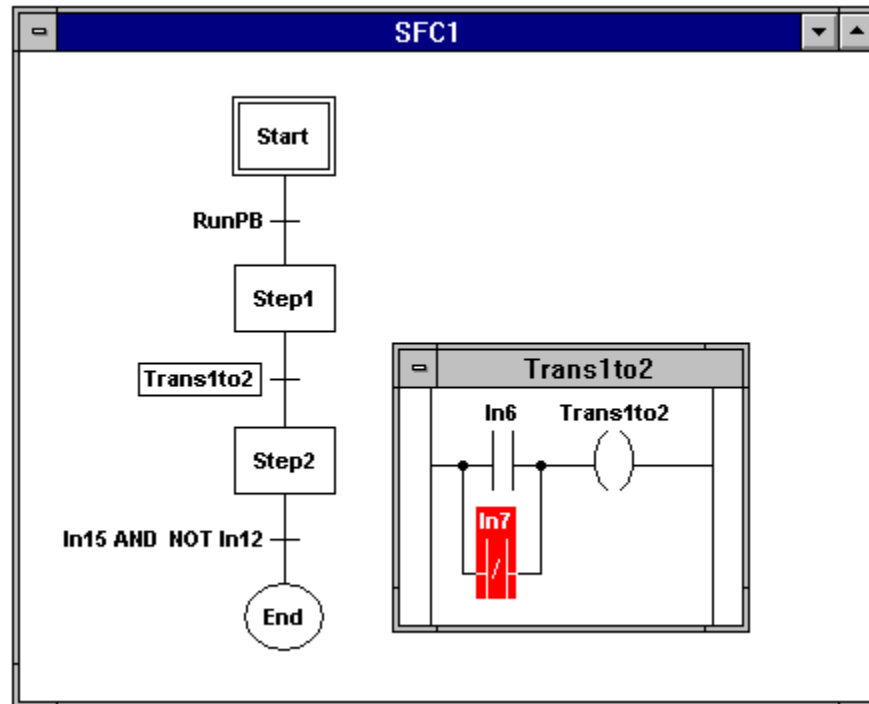 SFC1
Start
RunPB
Step1
Trans1to2
Step2
In15 AND NOT In12
End
Trans1to2
In6 Trans1to2
In7